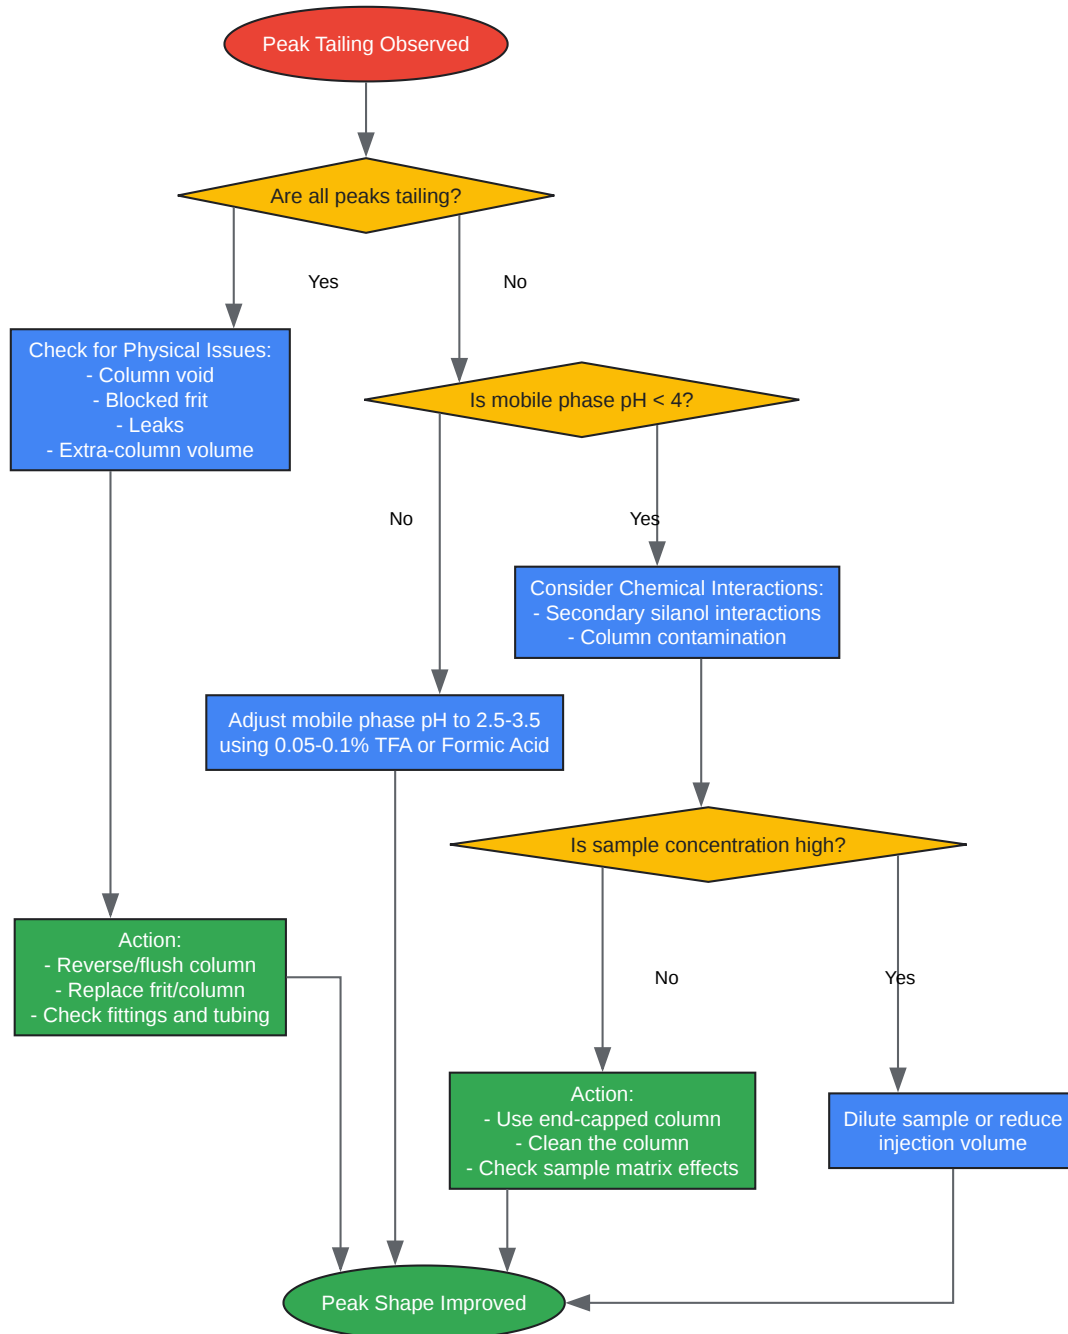 Peak Tailing Observed
Are all peaks tailing?
Yes
No
Check for Physical Issues:
- Column void
- Blocked frit
- Leaks
- Extra-column volume
Is mobile phase pH < 4?
No
Yes
Consider Chemical Interactions:
- Secondary silanol interactions
- Column contamination
Adjust mobile phase pH to 2.5-3.5
using 0.05-0.1% TFA or Formic Acid
Is sample concentration high?
Action:
- Reverse/flush column
- Replace frit/column
- Check fittings and tubing
No
Yes
Action:
- Use end-capped column
- Clean the column
- Check sample matrix effects
Dilute sample or reduce
injection volume
Peak Shape Improved